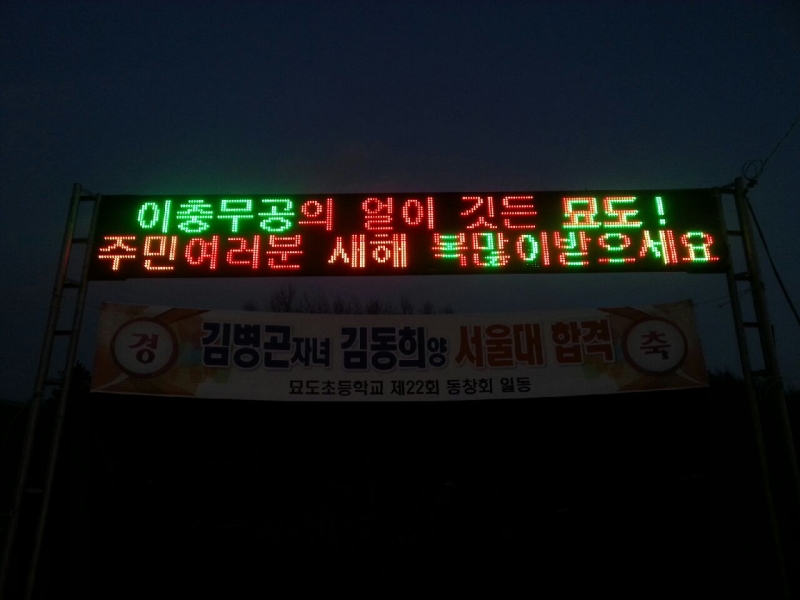 이충무공의 얼이 깃든 묘도!
주민여러분 새해 복많이받으세요
경 김병곤자녀 김동희양 서울대 합격 축
묘도초등학교 제22회 동창회 일동